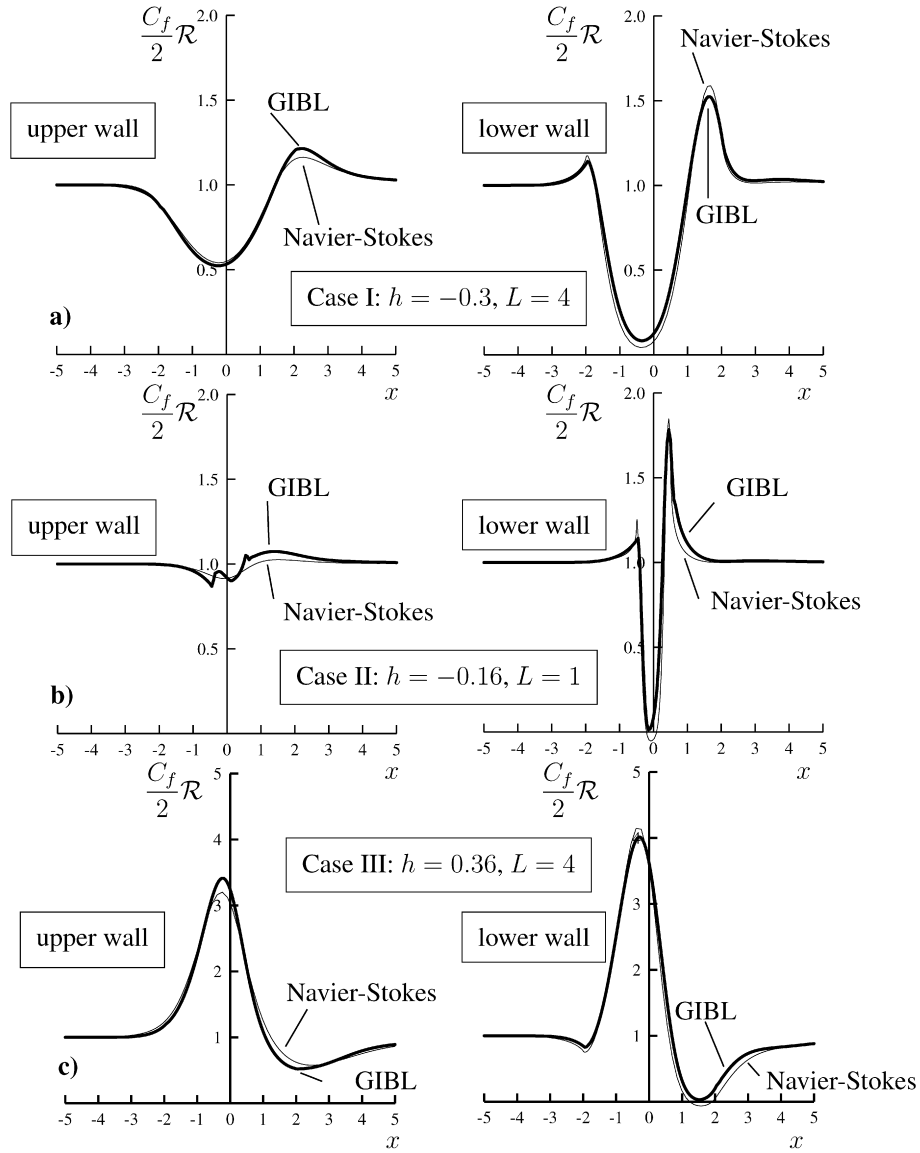 C_f/2 R
2.0
1.5
1.0
0.5
GIBL
Navier-Stokes
upper wall
-5 -4 -3 -2 -1 0 1 2 3 4 5
x
C_f/2 R
2.0
1.5
1.0
0.5
Navier-Stokes
GIBL
lower wall
-5 -4 -3 -2 -1 0 1 2 3 4 5
x
Case I: h = −0.3, L = 4
a)
C_f/2 R
2.0
1.5
1.0
0.5
GIBL
Navier-Stokes
upper wall
-5 -4 -3 -2 -1 0 1 2 3 4 5
x
C_f/2 R
2.0
1.5
1.0
0.5
GIBL
Navier-Stokes
lower wall
-5 -4 -3 -2 -1 0 1 2 3 4 5
x
Case II: h = −0.16, L = 1
b)
C_f/2 R
5
4
3
2
1
Navier-Stokes
GIBL
upper wall
-5 -4 -3 -2 -1 0 1 2 3 4 5
x
C_f/2 R
5
4
3
2
1
GIBL
Navier-Stokes
lower wall
-5 -4 -3 -2 -1 0 1 2 3 4 5
x
Case III: h = 0.36, L = 4
c)